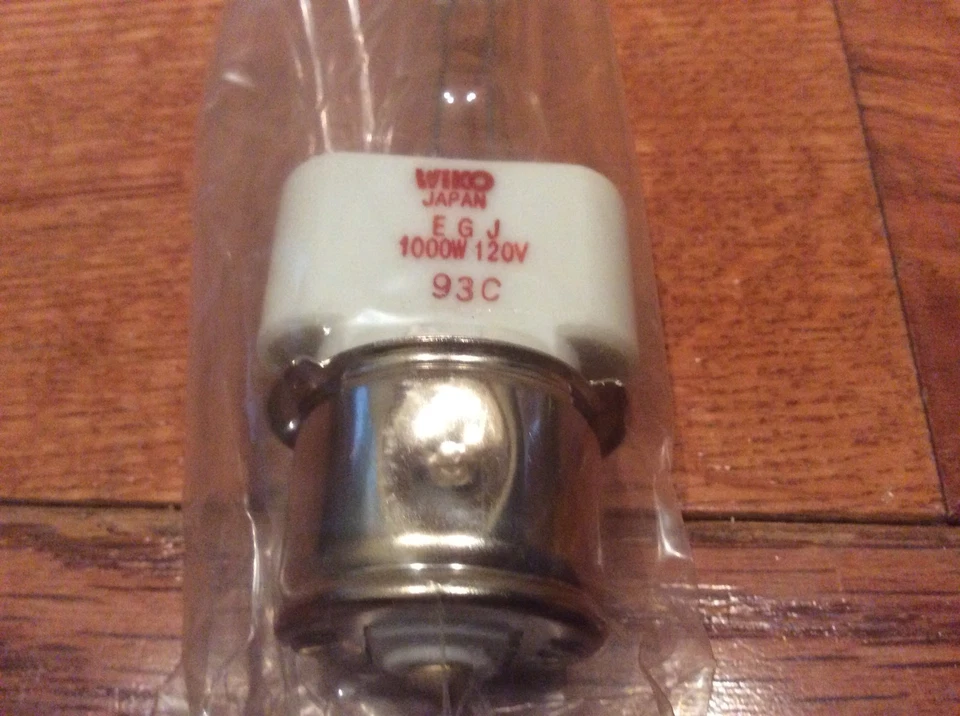 WIKO
JAPAN
E G J
1000W 120V
93C